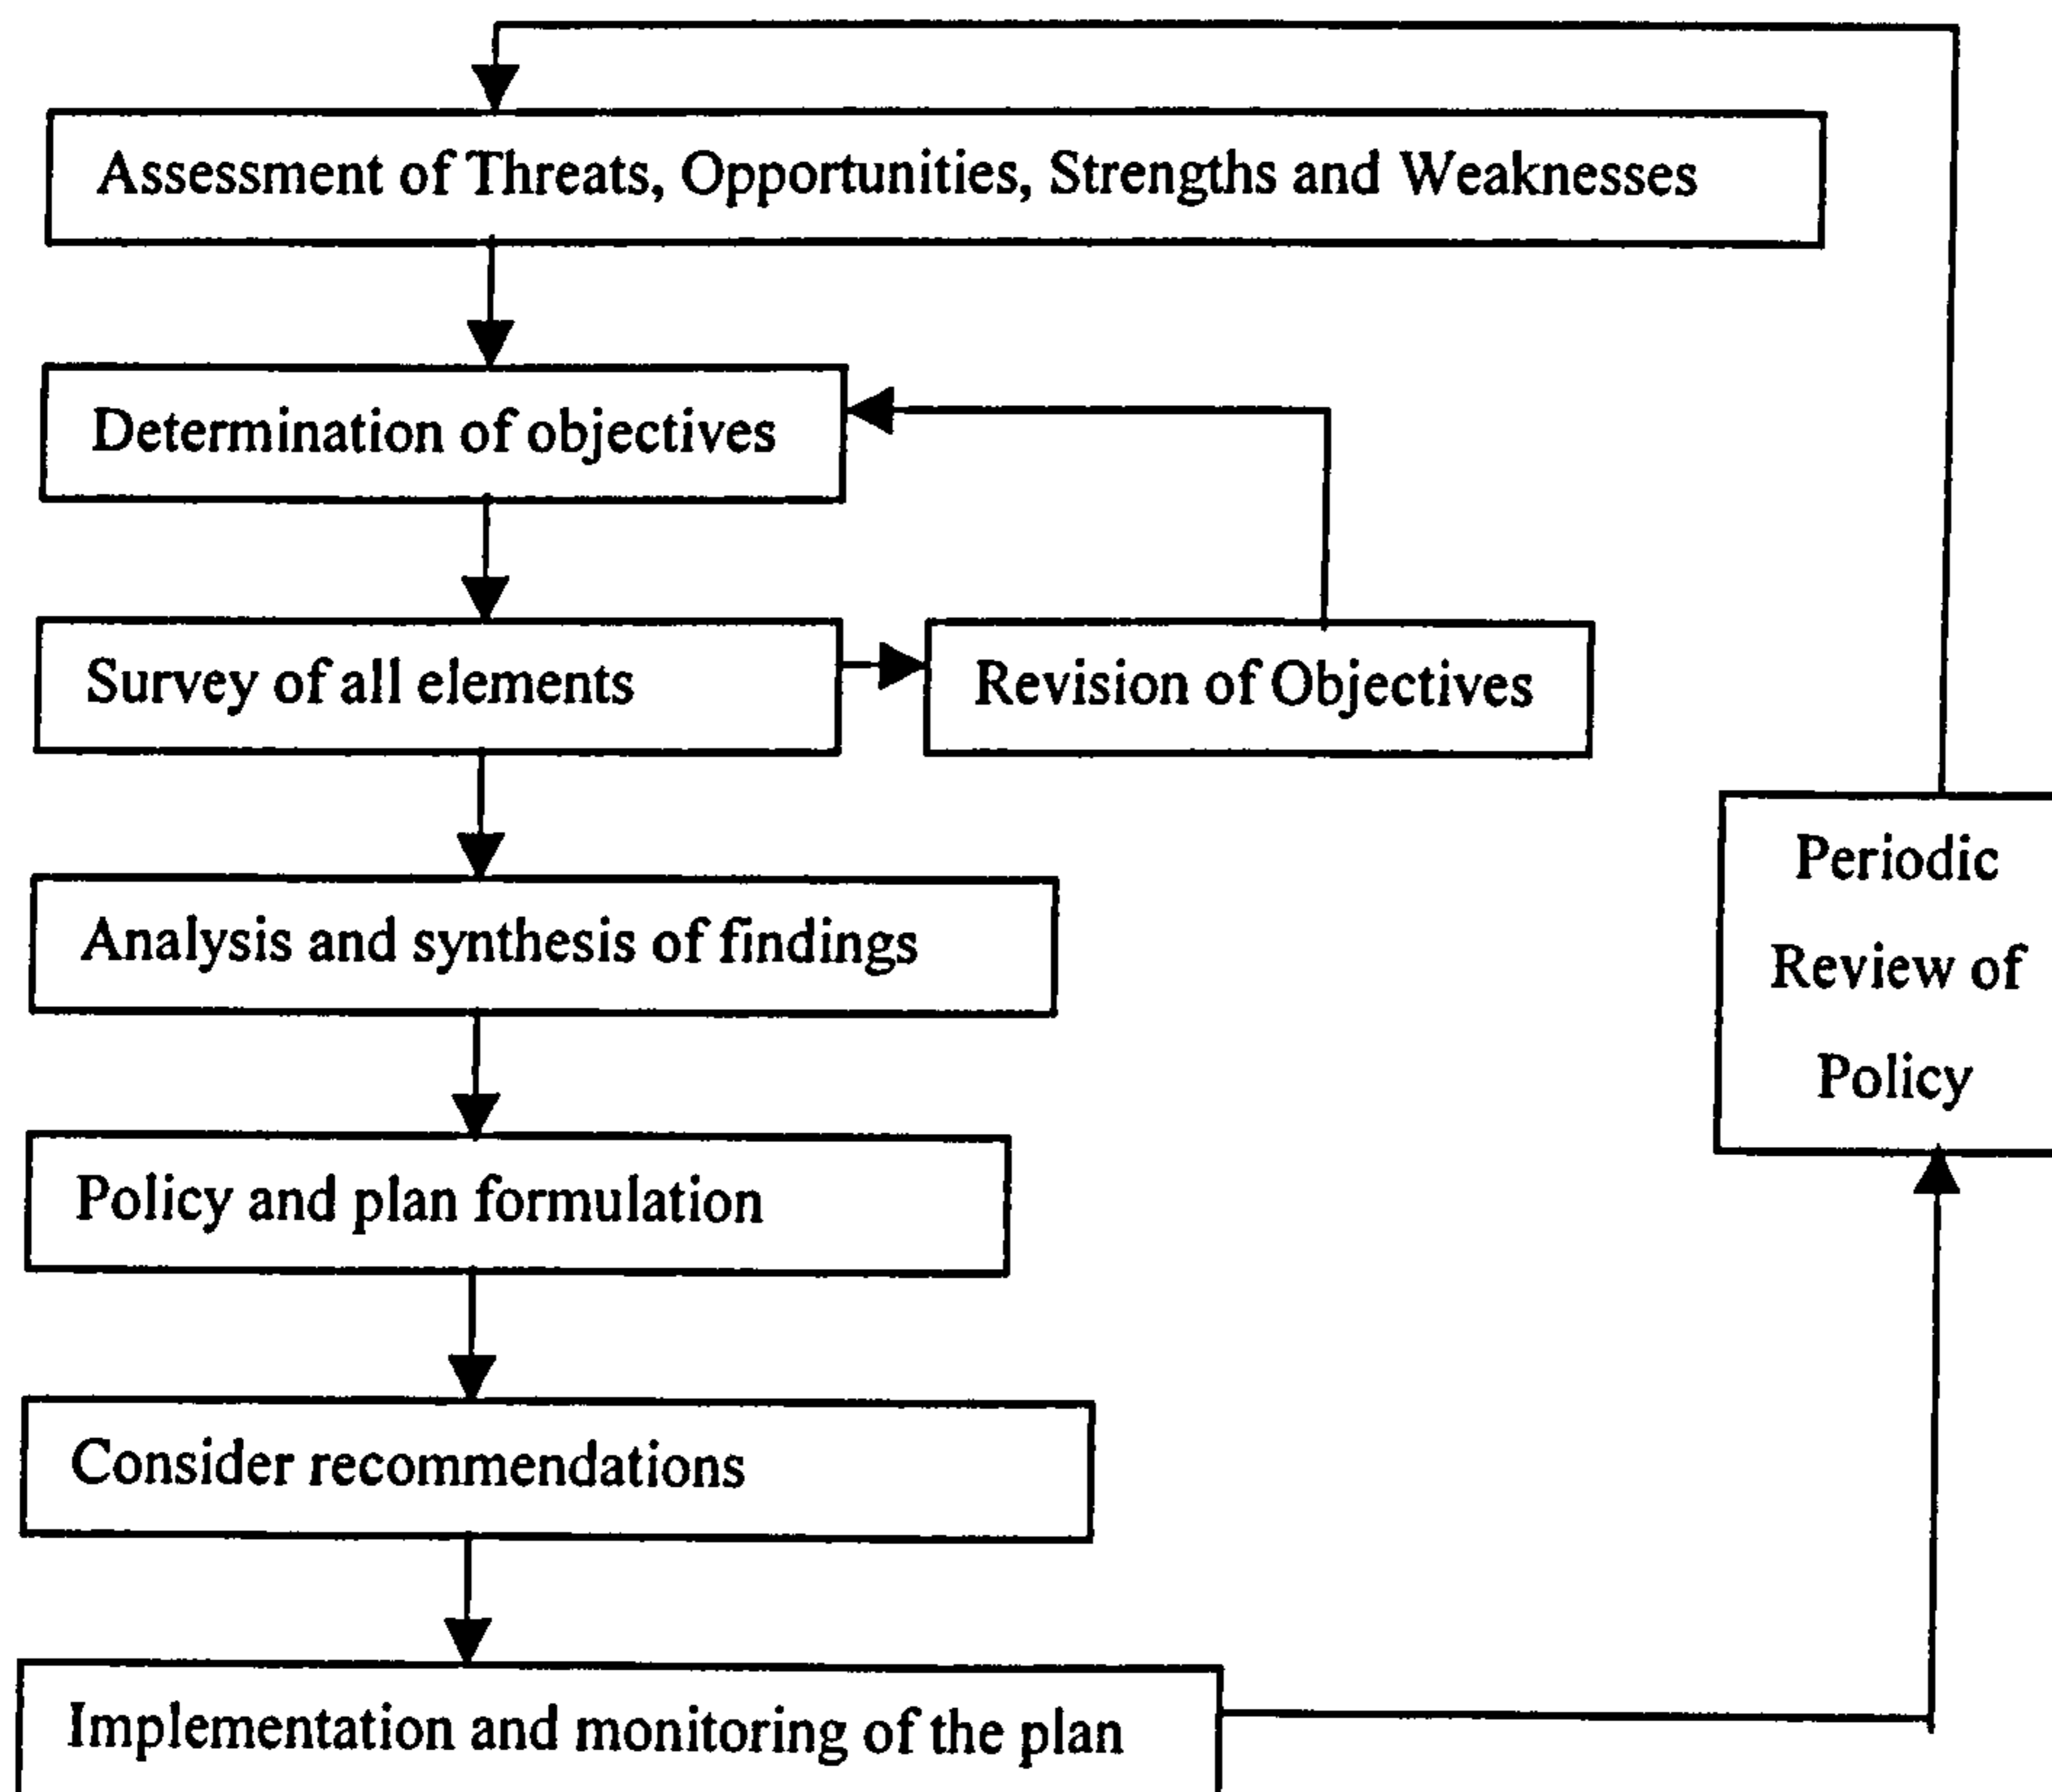 Assessment of Threats, Opportunities, Strengths and Weaknesses
Determination of objectives
Survey of all elements
Revision of Objectives
Analysis and synthesis of findings
Periodic
Review of
Policy
Policy and plan formulation
Consider recommendations
Implementation and monitoring of the plan